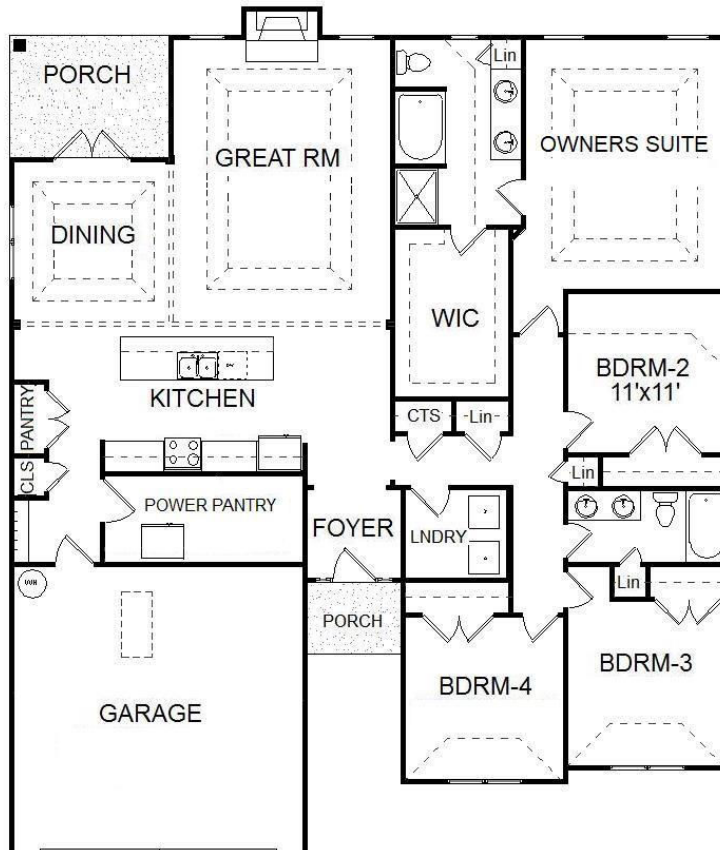 PORCH
Lin
GREAT RM
OWNERS SUITE
DINING
WIC
BDRM-2
11'x11'
KITCHEN
PANTRY
CTS
Lin
CLS
Lin
POWER PANTRY
FOYER
LNDRY
WH
Lin
PORCH
BDRM-3
BDRM-4
GARAGE